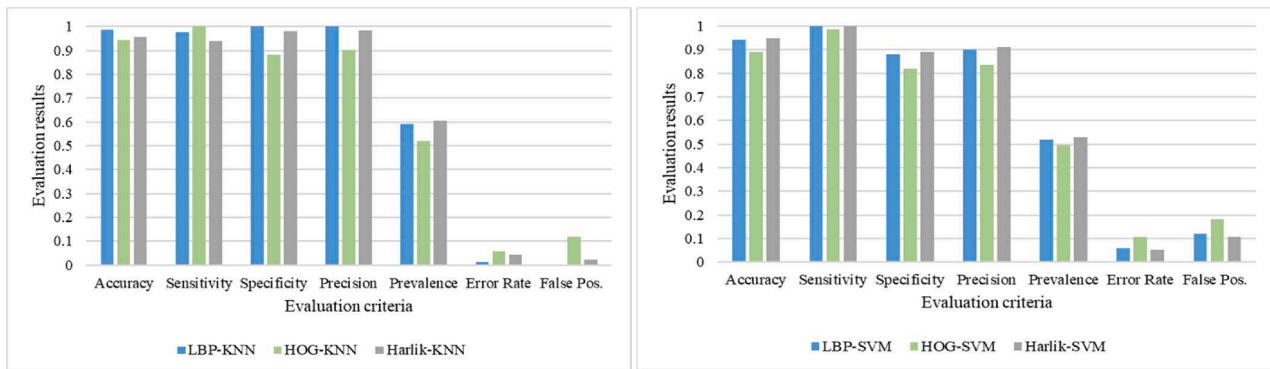 Evaluation results
1
0.9
0.8
0.7
0.6
0.5
0.4
0.3
0.2
0.1
0
Accuracy Sensitivity Specificity Precision Prevalence Error Rate False Pos.
Evaluation criteria
LBP-KNN HOG-KNN Harlik-KNN
Evaluation results
1
0.9
0.8
0.7
0.6
0.5
0.4
0.3
0.2
0.1
0
Accuracy Sensitivity Specificity Precision Prevalence Error Rate False Pos.
Evaluation criteria
LBP-SVM HOG-SVM Harlik-SVM